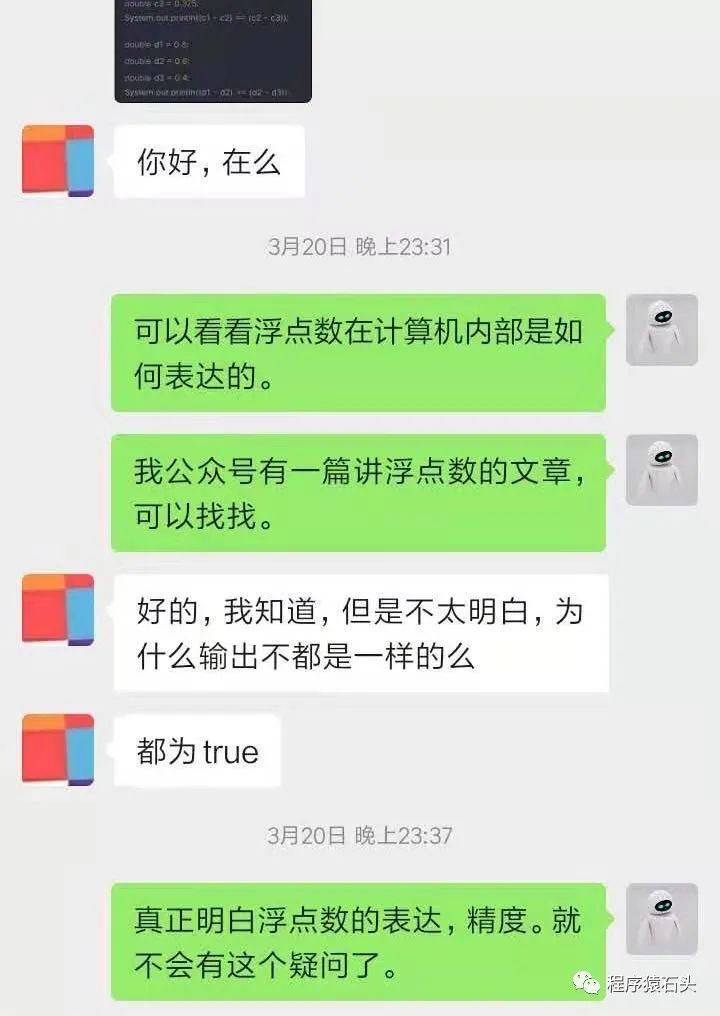 double c3 = 0.375;
System.out.println((c1 - c2) == (c2 - c3));
double d1 = 0.8;
double d2 = 0.6;
double d3 = 0.4;
System.out.println((d1 - d2) == (d2 - d3));
你好，在么
3月20日 晚上23:31
可以看看浮点数在计算机内部是如
何表达的。
我公众号有一篇讲浮点数的文章，
可以找找。
好的，我知道，但是不太明白，为
什么输出不都是一样的么
都为true
3月20日 晚上23:37
真正明白浮点数的表达，精度。就
不会有这个疑问了。
程序猿石头